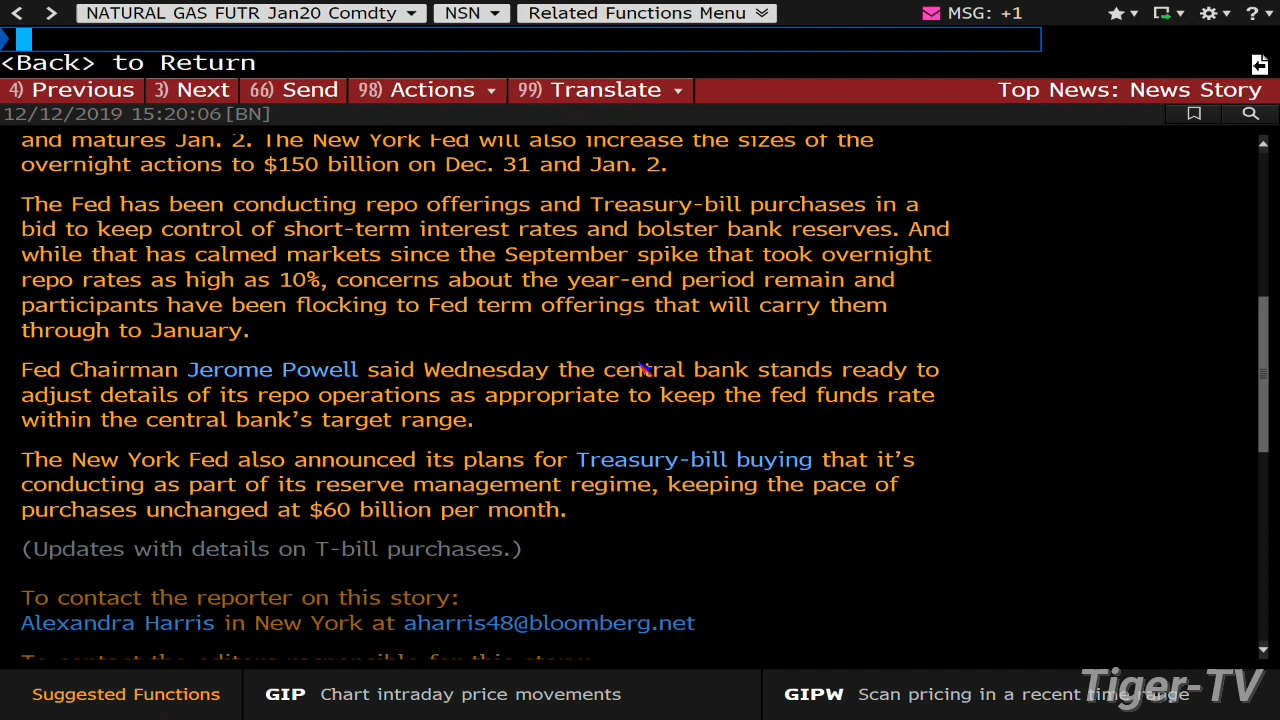 NATURAL GAS FUTR Jan20 Comdty NSN Related Functions Menu MSG: +1 ?
<Back> to Return
4) Previous 3) Next 66) Send 98) Actions 99) Translate Top News: News Story
12/12/2019 15:20:06 [BN]
and matures Jan. 2. The New York Fed will also increase the sizes of the
overnight actions to $150 billion on Dec. 31 and Jan. 2.
The Fed has been conducting repo offerings and Treasury-bill purchases in a
bid to keep control of short-term interest rates and bolster bank reserves. And
while that has calmed markets since the September spike that took overnight
repo rates as high as 10%, concerns about the year-end period remain and
participants have been flocking to Fed term offerings that will carry them
through to January.
Fed Chairman Jerome Powell said Wednesday the central bank stands ready to
adjust details of its repo operations as appropriate to keep the fed funds rate
within the central bank's target range.
The New York Fed also announced its plans for Treasury-bill buying that it's
conducting as part of its reserve management regime, keeping the pace of
purchases unchanged at $60 billion per month.
(Updates with details on T-bill purchases.)
To contact the reporter on this story:
Alexandra Harris in New York at aharris48@bloomberg.net
To contact the editors responsible for this story:
Suggested Functions GIP Chart intraday price movements GIPW Scan pricing in a recent time range
Tiger-TV